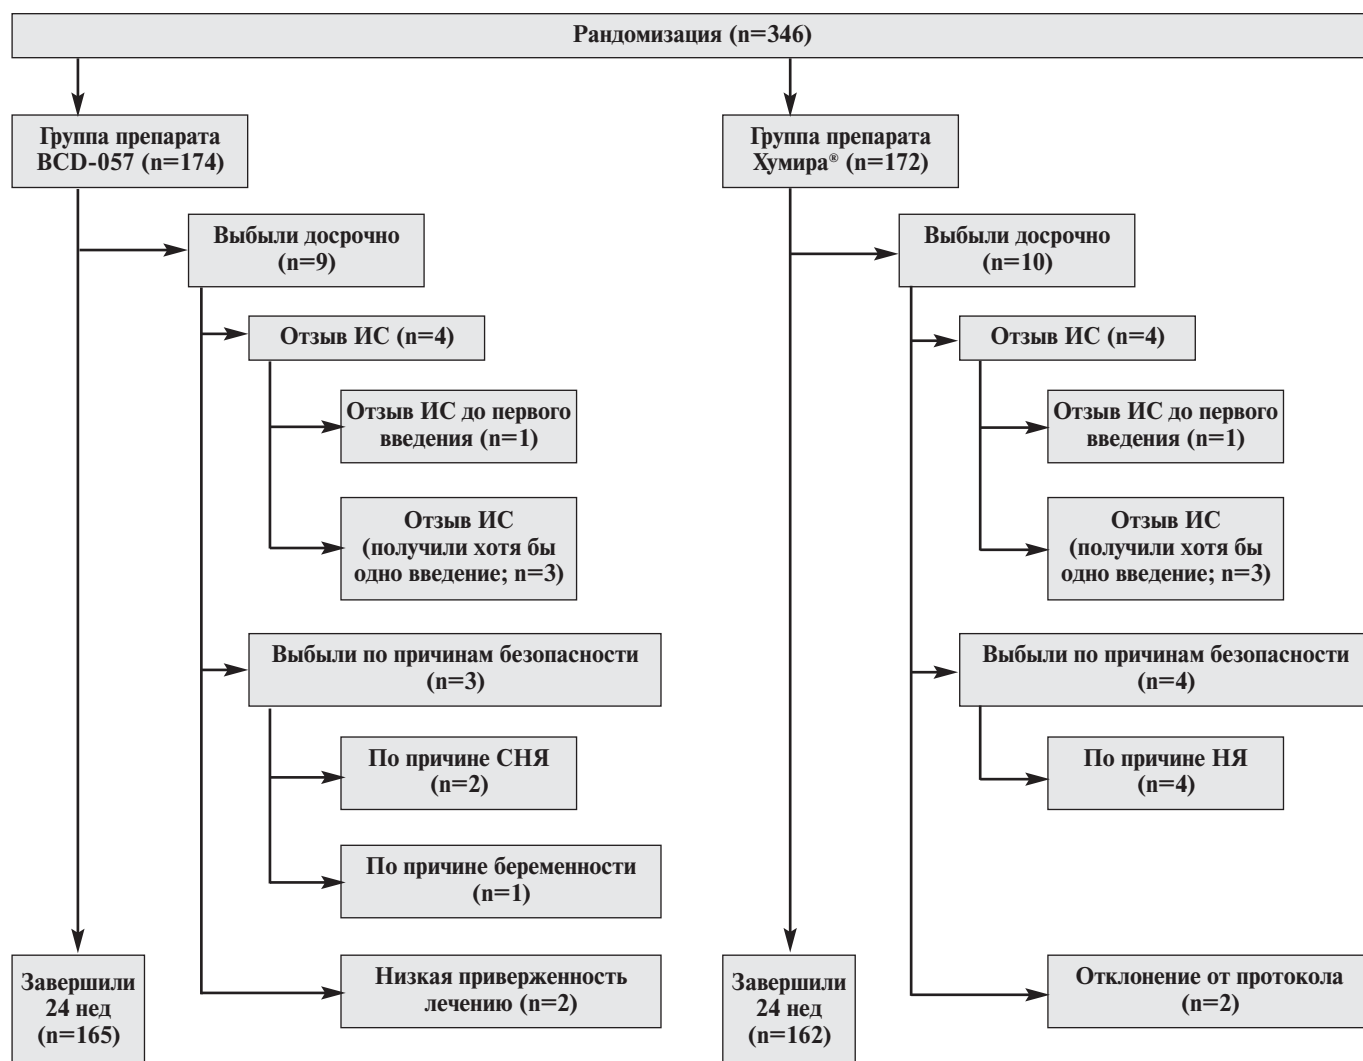 Рандомизация (n=346)
Группа препарата
BCD-057 (n=174)
Выбыли досрочно
(n=9)
Отзыв ИС (n=4)
Отзыв ИС до первого
введения (n=1)
Отзыв ИС
(получили хотя бы
одно введение; n=3)
Выбыли по причинам безопасности
(n=3)
По причине СНЯ
(n=2)
По причине беременности
(n=1)
Низкая приверженность
лечению (n=2)
Завершили
24 нед
(n=165)
Группа препарата
Хумира® (n=172)
Выбыли досрочно
(n=10)
Отзыв ИС (n=4)
Отзыв ИС до первого
введения (n=1)
Отзыв ИС
(получили хотя бы
одно введение; n=3)
Выбыли по причинам безопасности
(n=4)
По причине НЯ
(n=4)
Отклонение от протокола
(n=2)
Завершили
24 нед
(n=162)